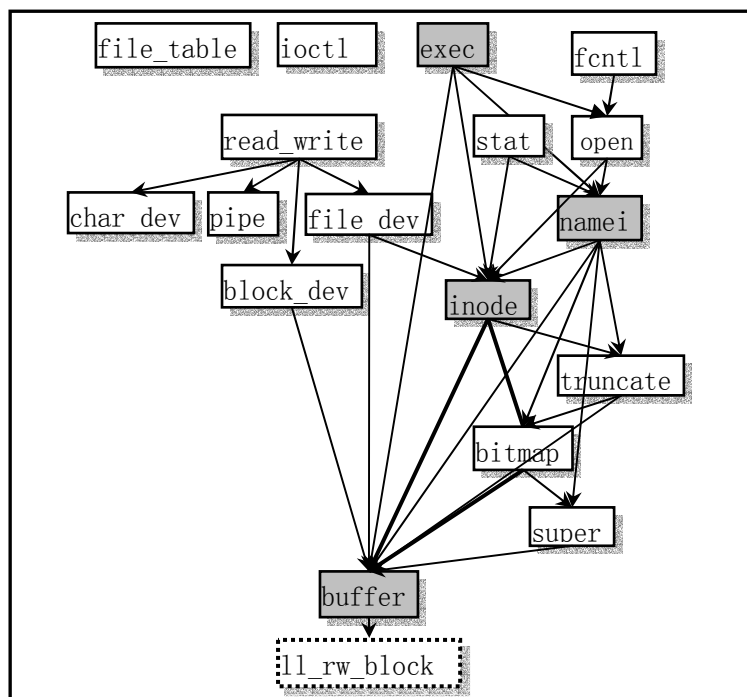 file_table
ioctl
exec
fcntl
read_write
stat
open
char_dev
pipe
file_dev
namei
block_dev
inode
truncate
bitmap
super
buffer
ll_rw_block